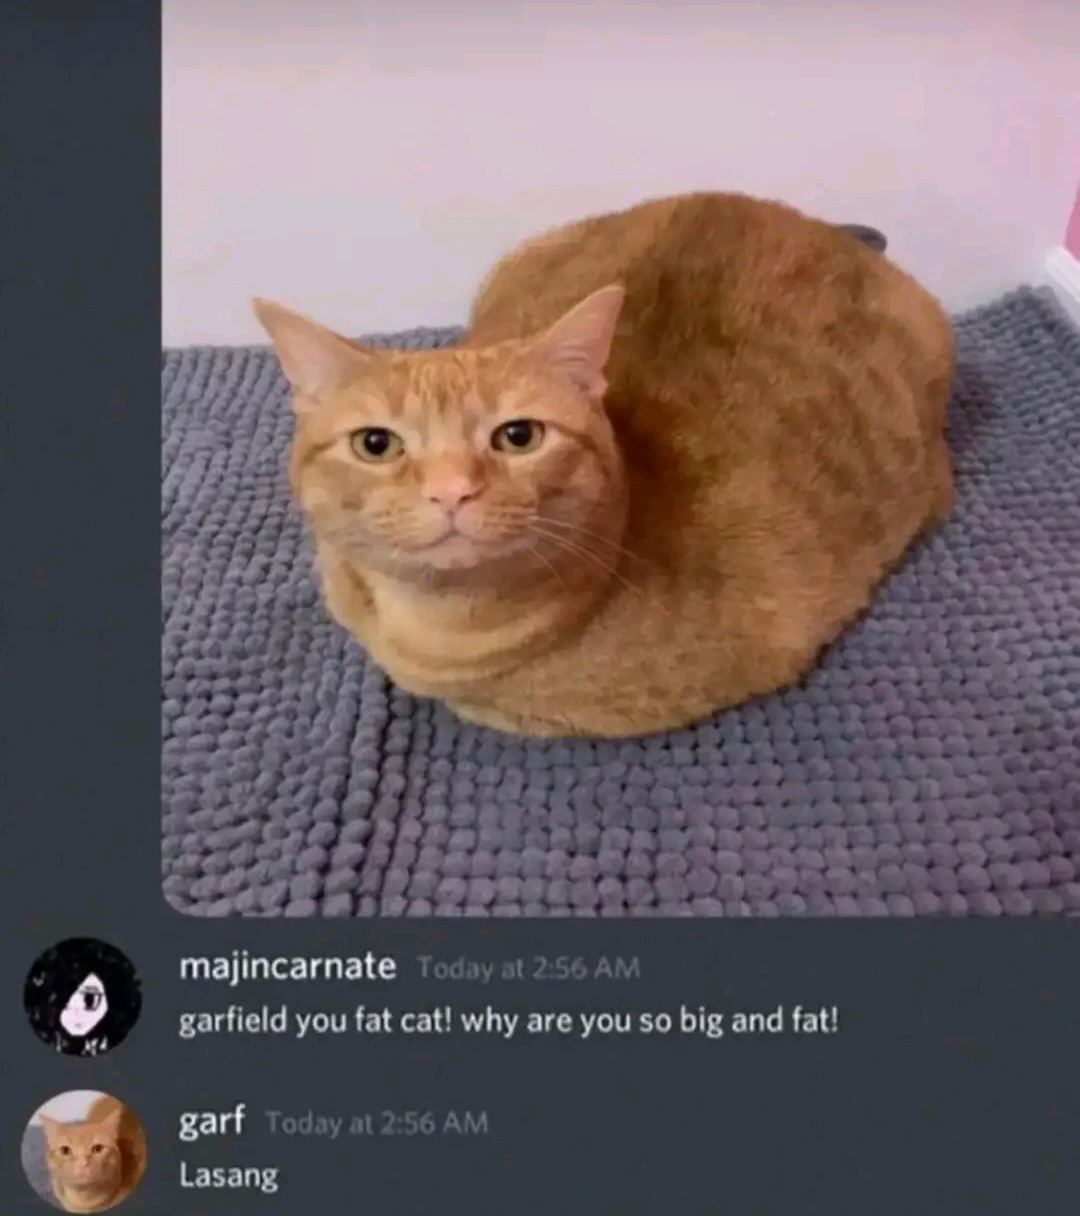 majincarnate Today at 2:56 AM
garfield you fat cat! why are you so big and fat!
garf Today at 2:56 AM
Lasang